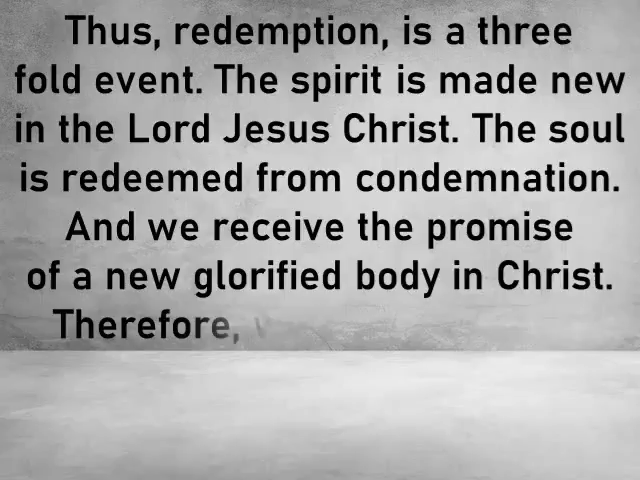 Thus, redemption, is a three
fold event. The spirit is made new
in the Lord Jesus Christ. The soul
is redeemed from condemnation.
And we receive the promise
of a new glorified body in Christ.
Therefore,